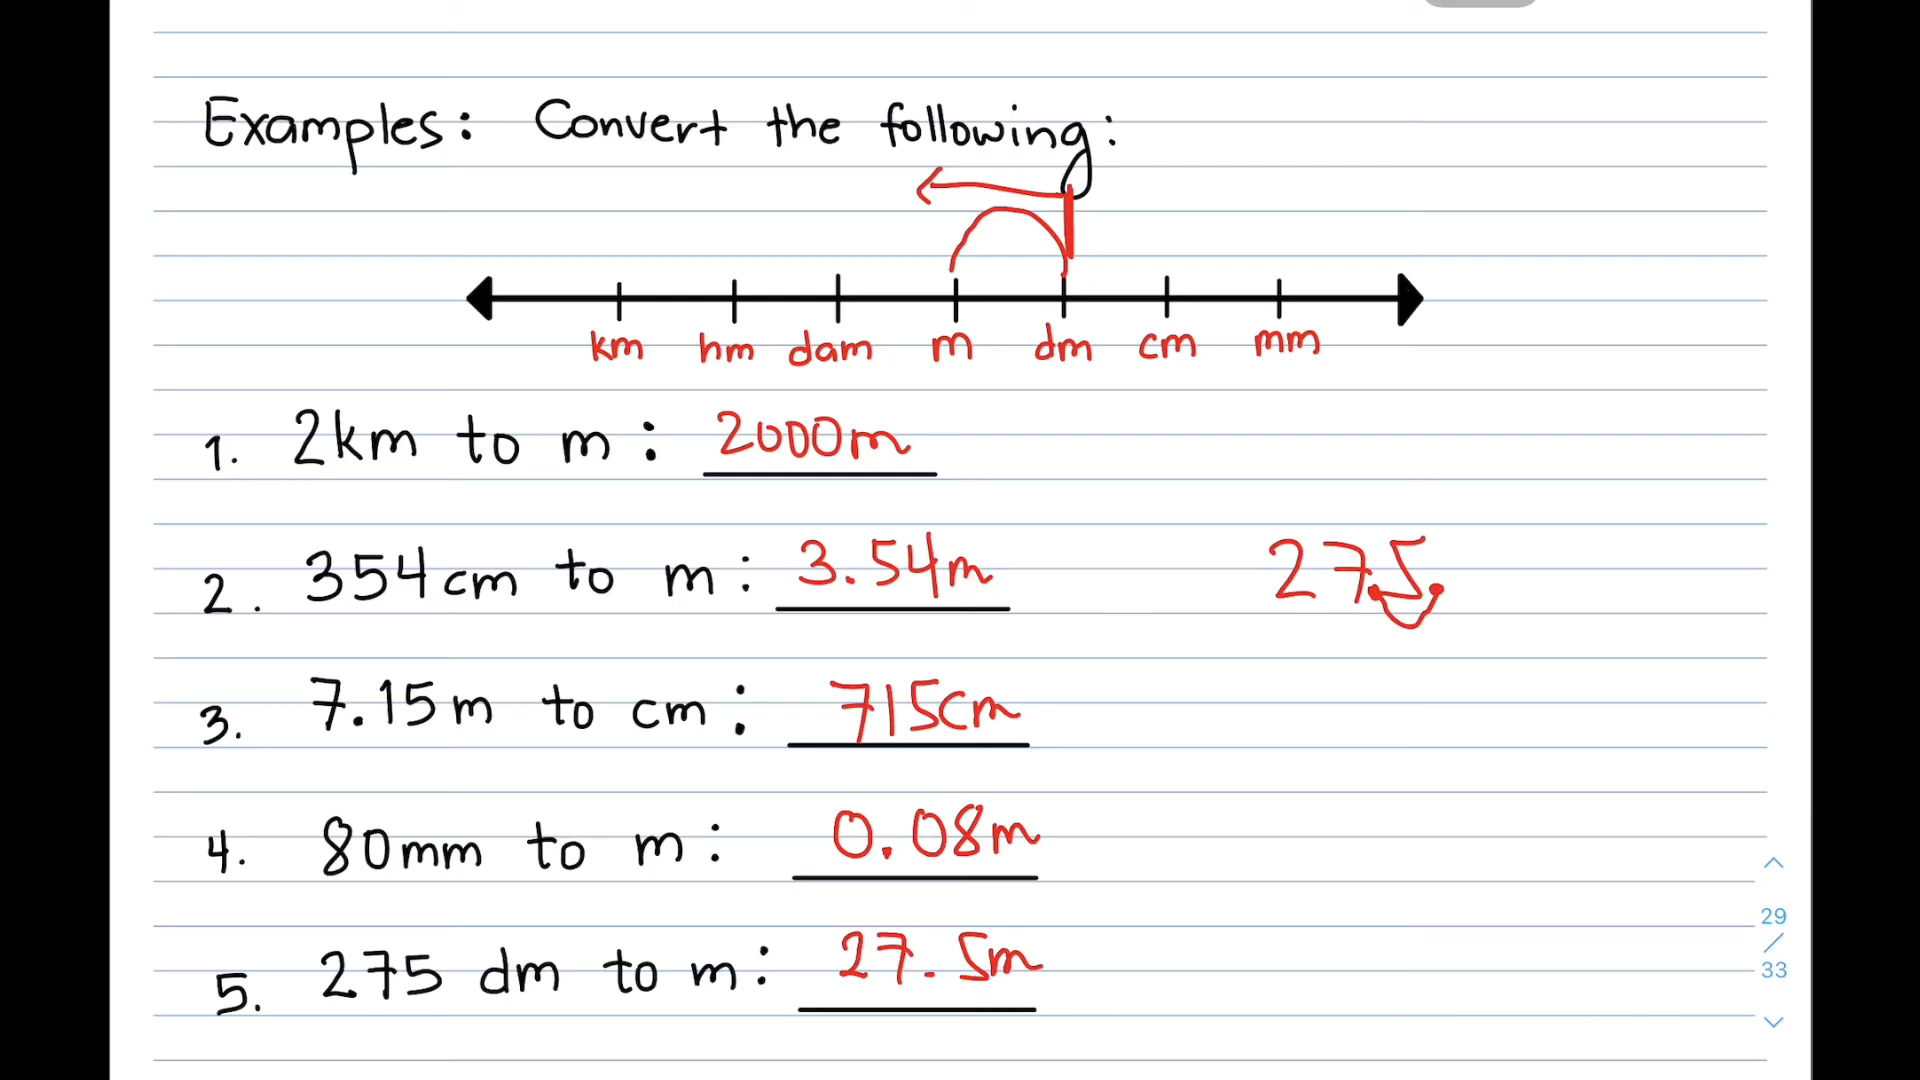 Examples: Convert the following:
km hm dam m dm cm mm
1. 2km to m: 2000m
2. 354cm to m: 3.54m
27.5.
3. 7.15m to cm: 715cm
4. 80mm to m: 0.08m
5. 275 dm to m: 27.5m
29
/
33